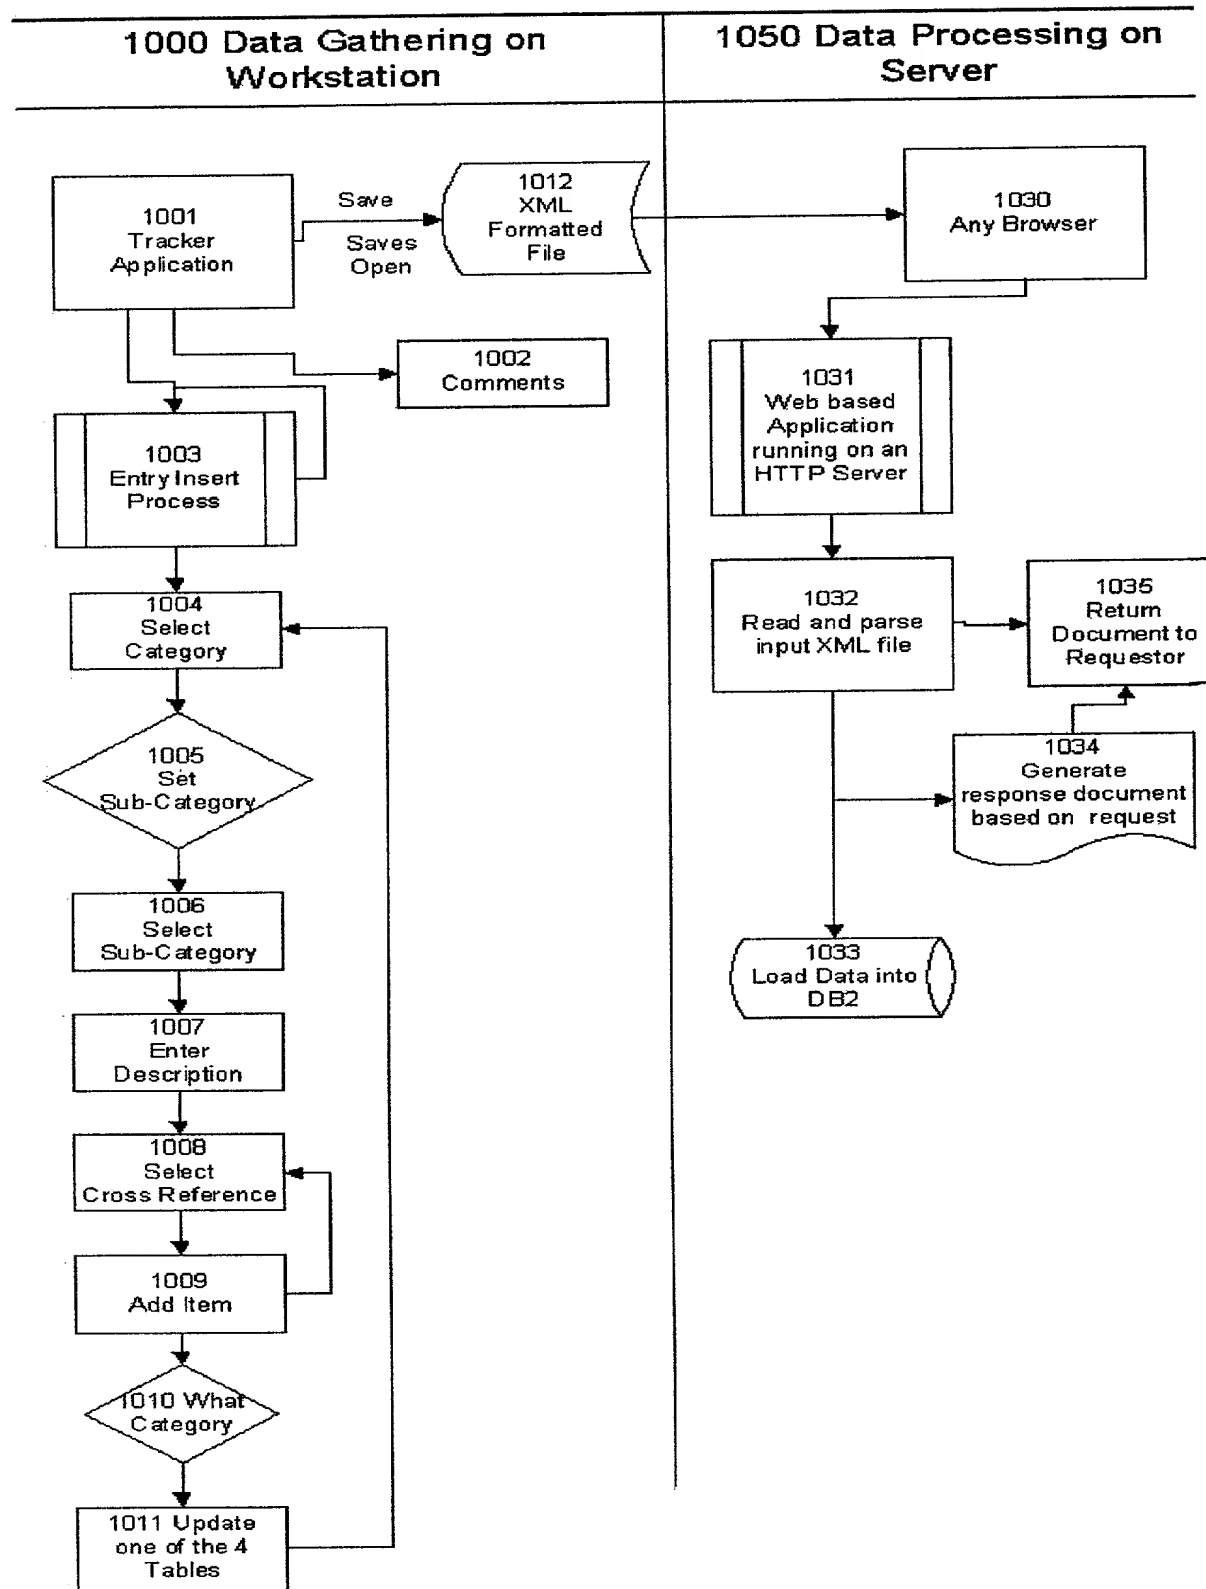 1000 Data Gathering on
Workstation
1050 Data Processing on
Server
1001
Tracker
Application
Save
Saves
Open
1012
XML
Formatted
File
1030
Any Browser
1002
Comments
1003
Entry Insert
Process
1031
Web based
Application
running on an
HTTP Server
1004
Select
Category
1032
Read and parse
input XML file
1035
Return
Document to
Requestor
1005
Set
Sub-Category
1034
Generate
response document
based on request
1006
Select
Sub-Category
1033
Load Data into
DB2
1007
Enter
Description
1008
Select
Cross Reference
1009
Add Item
1010 What
Category
1011 Update
one of the 4
Tables